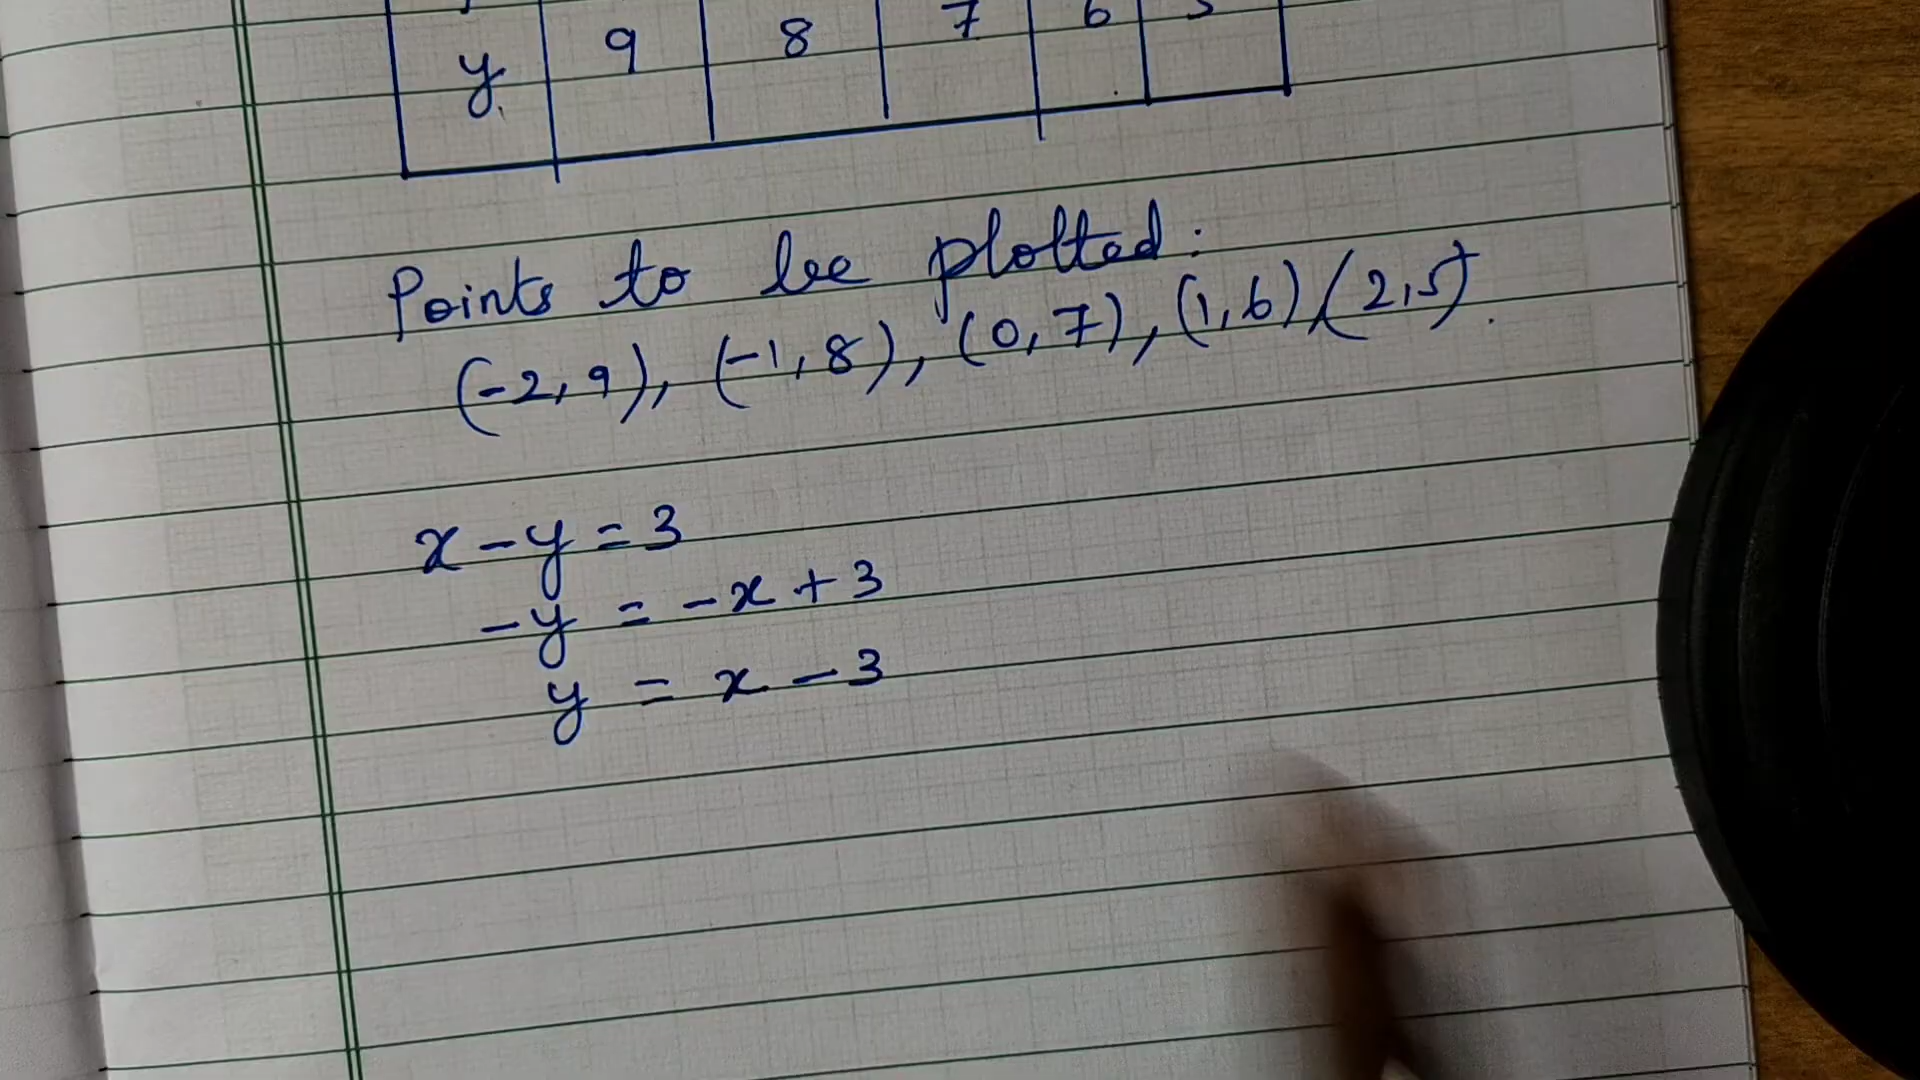 y 9 8 7 6 5
Points to be plotted:
(-2,9), (-1,8), (0,7), (1,6), (2,5).
x - y = 3
-y = -x + 3
y = x - 3